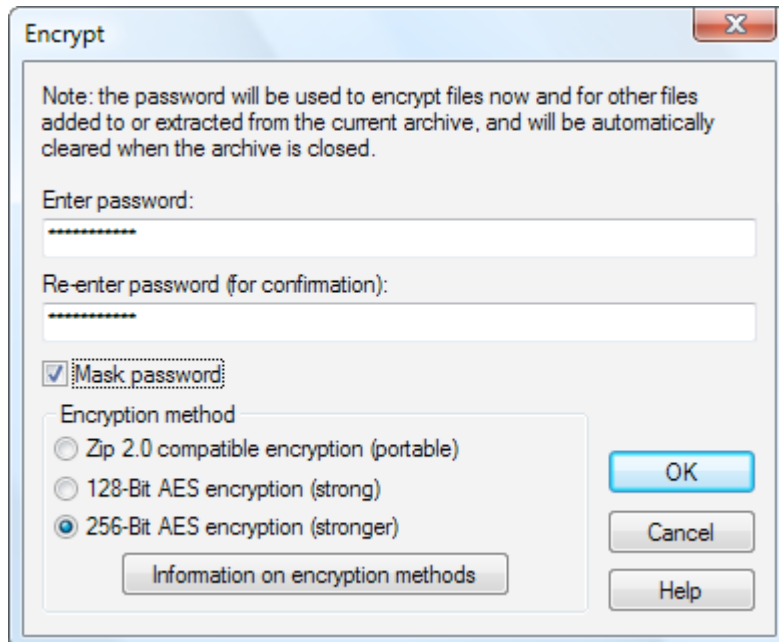 Encrypt
Note: the password will be used to encrypt files now and for other files
added to or extracted from the current archive, and will be automatically
cleared when the archive is closed.
Enter password:
***********
Re-enter password (for confirmation):
***********
Mask password
Encryption method
Zip 2.0 compatible encryption (portable)
128-Bit AES encryption (strong)
256-Bit AES encryption (stronger)
Information on encryption methods
OK
Cancel
Help